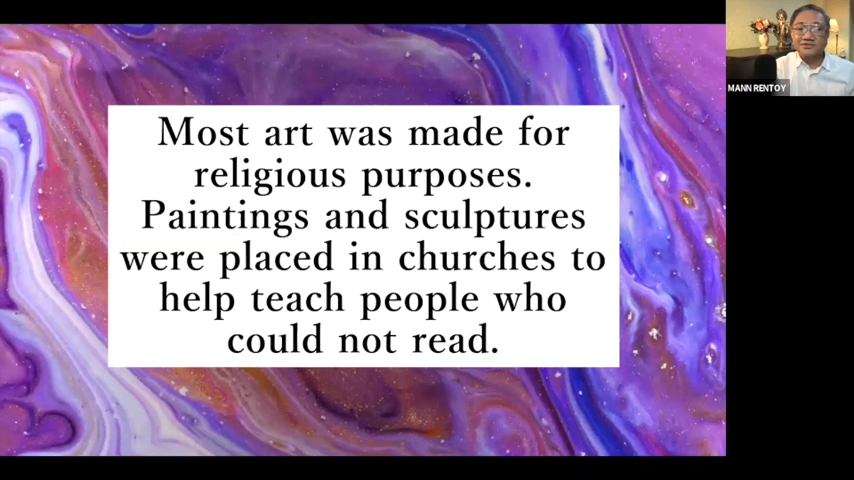 Most art was made for
religious purposes.
Paintings and sculptures
were placed in churches to
help teach people who
could not read.
MANN RENTOY